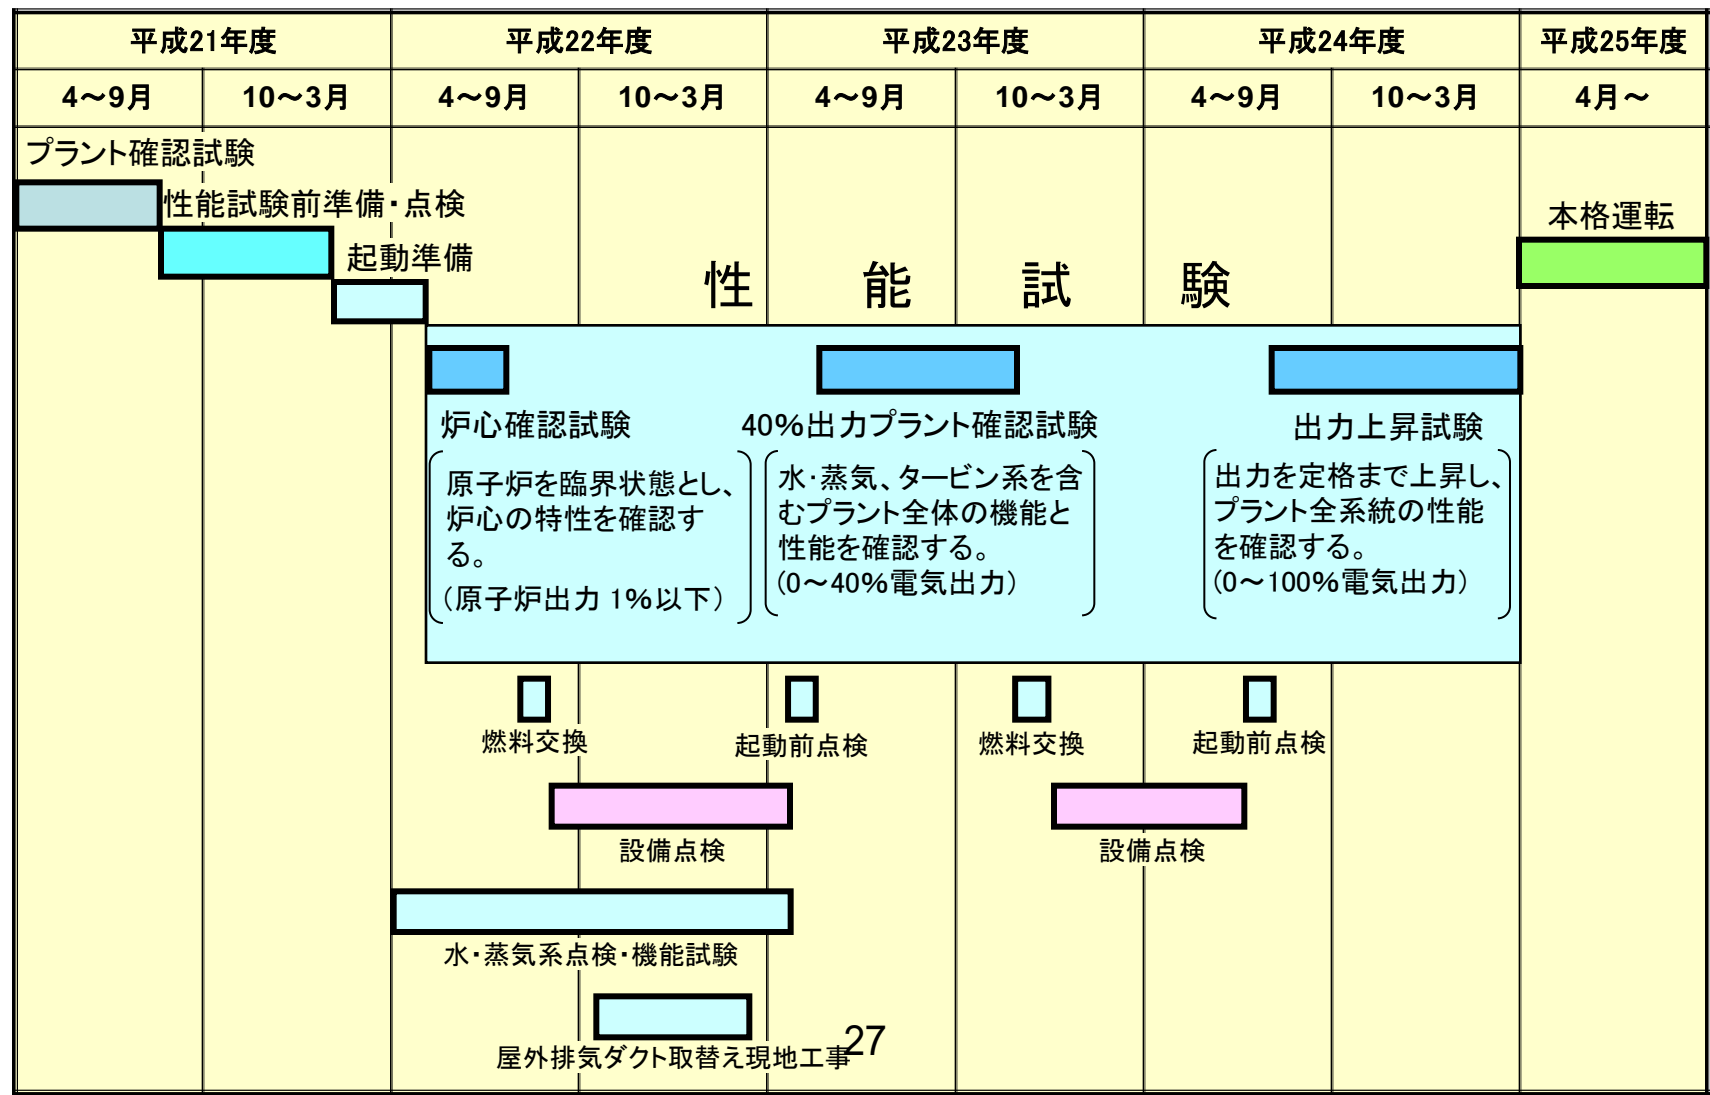 平成21年度
平成22年度
平成23年度
平成24年度
平成25年度
4～9月
10～3月
4～9月
10～3月
4～9月
10～3月
4～9月
10～3月
4月～
プラント確認試験
性能試験前準備・点検
起動準備
本格運転
性能試験
炉心確認試験
原子炉を臨界状態とし、
炉心の特性を確認す
る。
（原子炉出力 1%以下）
40%出力プラント確認試験
水・蒸気、タービン系を含
むプラント全体の機能と
性能を確認する。
(0～40%電気出力）
出力上昇試験
出力を定格まで上昇し、
プラント全系統の性能
を確認する。
(0～100%電気出力）
燃料交換
起動前点検
燃料交換
起動前点検
設備点検
設備点検
水・蒸気系点検・機能試験
屋外排気ダクト取替え現地工事
27